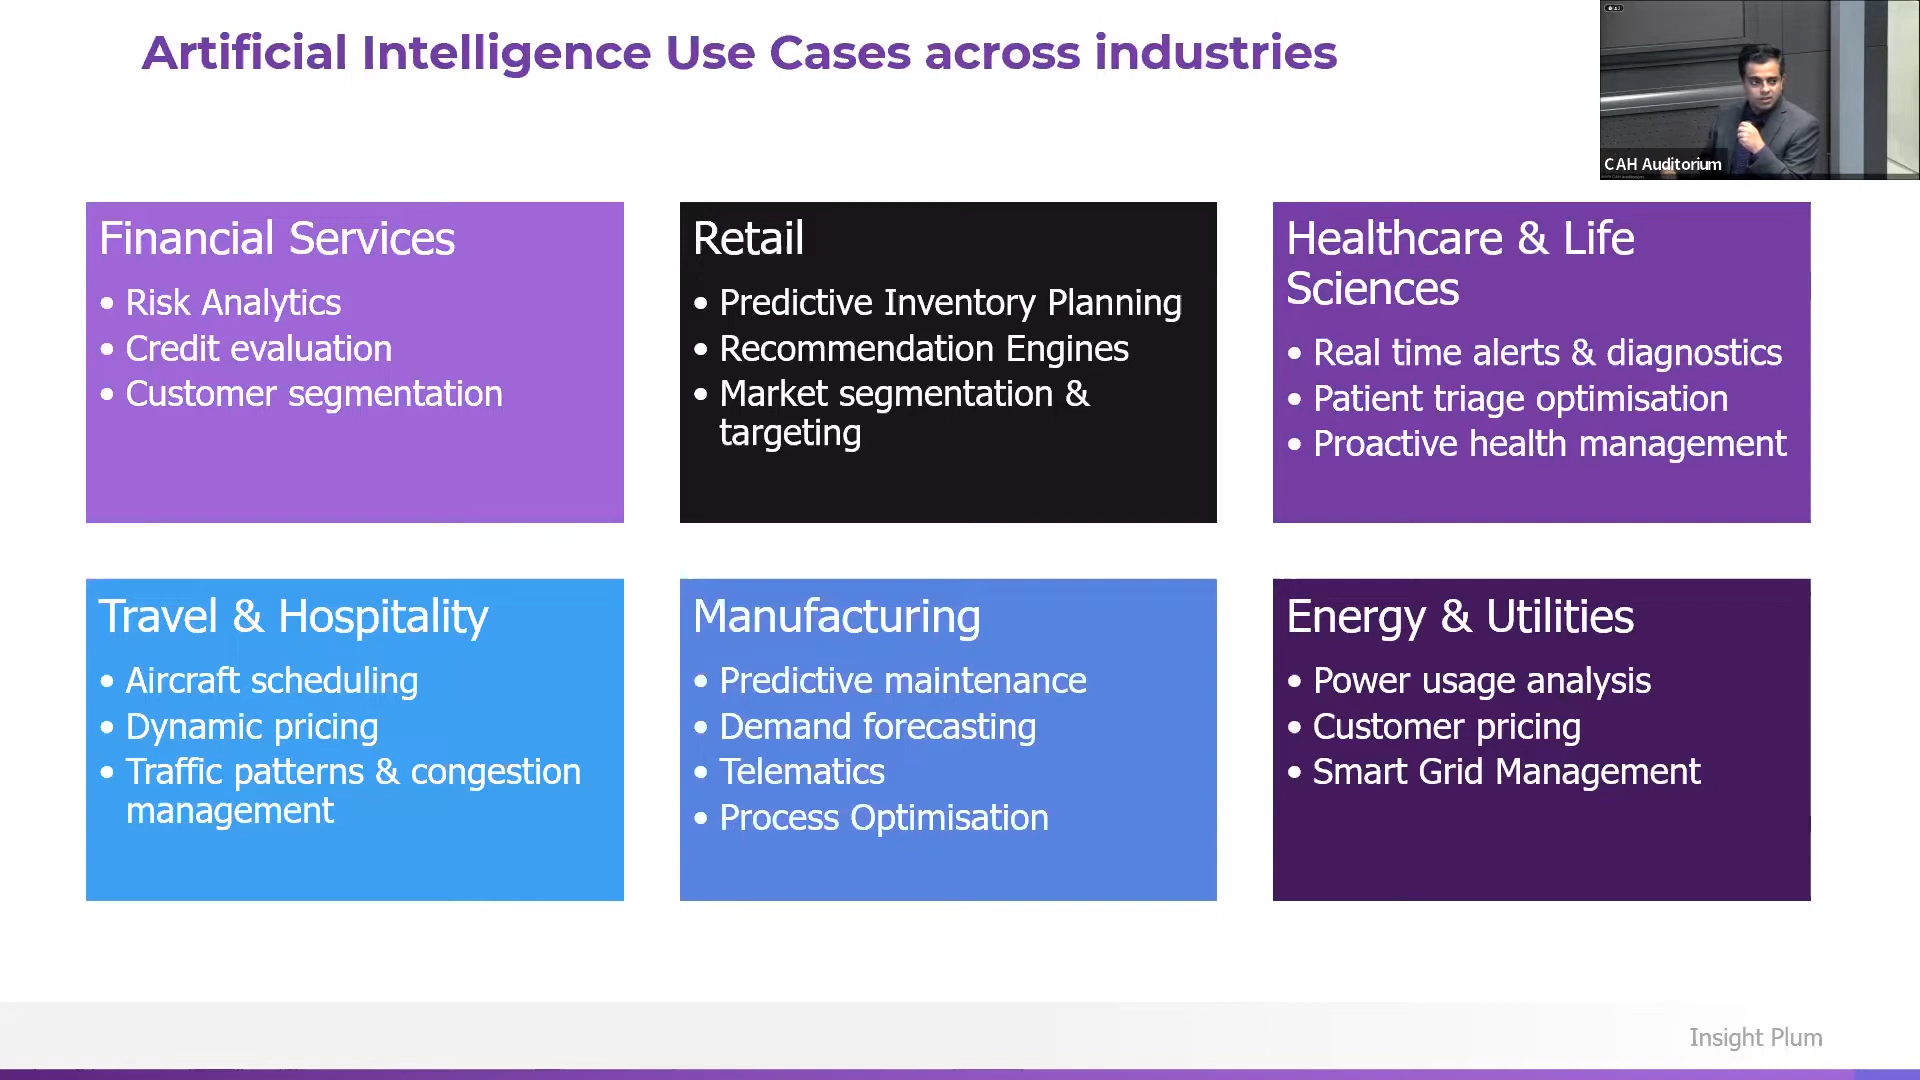 Artificial Intelligence Use Cases across industries
CAH Auditorium
Financial Services
• Risk Analytics
• Credit evaluation
• Customer segmentation
Retail
• Predictive Inventory Planning
• Recommendation Engines
• Market segmentation &
targeting
Healthcare & Life
Sciences
• Real time alerts & diagnostics
• Patient triage optimisation
• Proactive health management
Travel & Hospitality
• Aircraft scheduling
• Dynamic pricing
• Traffic patterns & congestion
management
Manufacturing
• Predictive maintenance
• Demand forecasting
• Telematics
• Process Optimisation
Energy & Utilities
• Power usage analysis
• Customer pricing
• Smart Grid Management
Insight Plum